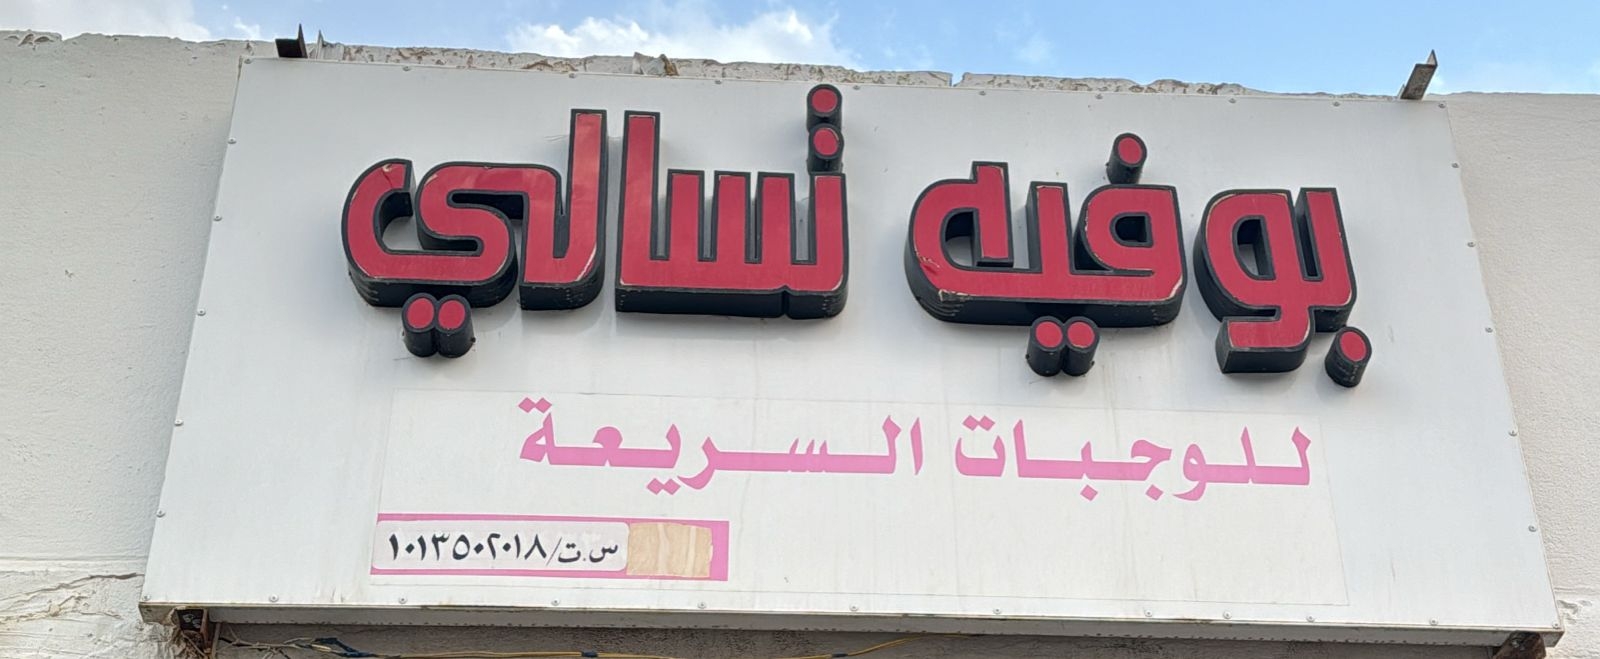 بوفيه تسالي
للوجبات السريعة
س.ت/١٠١٣٥٠٢٠١٨